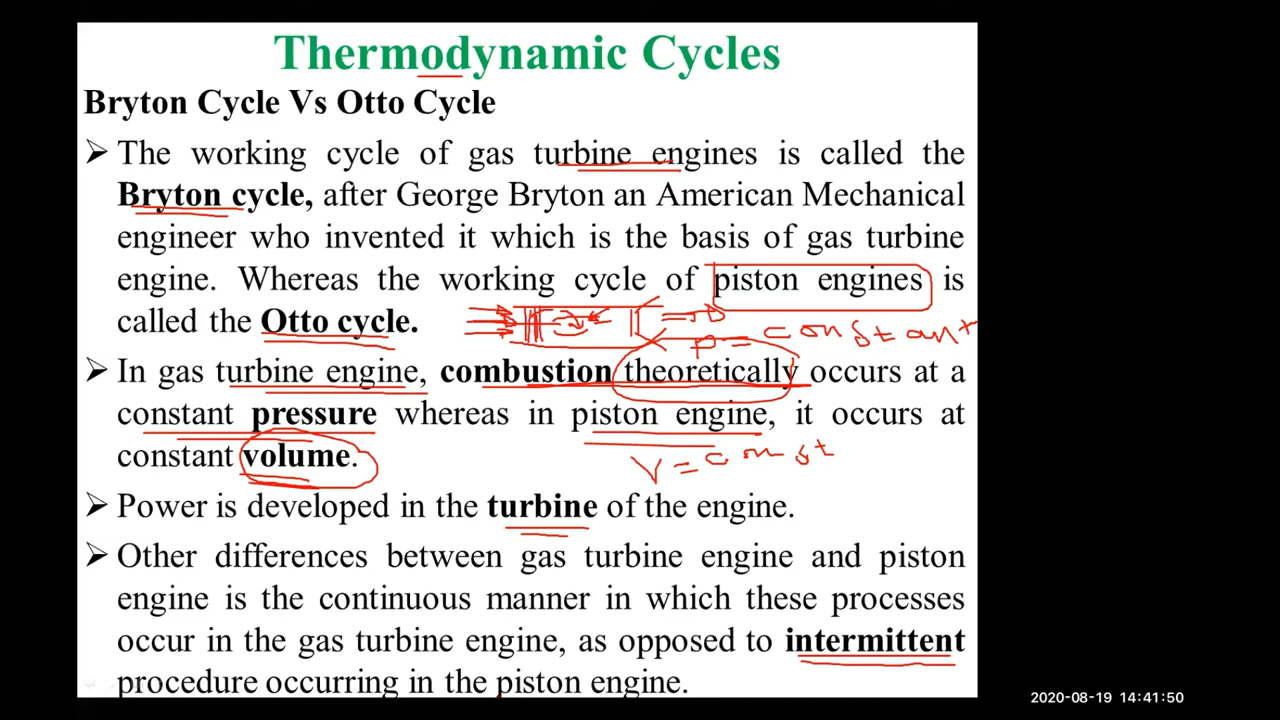 Thermodynamic Cycles
Bryton Cycle Vs Otto Cycle
➢ The working cycle of gas turbine engines is called the
Bryton cycle, after George Bryton an American Mechanical
engineer who invented it which is the basis of gas turbine
engine. Whereas the working cycle of piston engines is
called the Otto cycle.
P = constant
➢ In gas turbine engine, combustion theoretically occurs at a
constant pressure whereas in piston engine, it occurs at
constant volume.
V = const
➢ Power is developed in the turbine of the engine.
➢ Other differences between gas turbine engine and piston
engine is the continuous manner in which these processes
occur in the gas turbine engine, as opposed to intermittent
procedure occurring in the piston engine.
2020-08-19 14:41:50